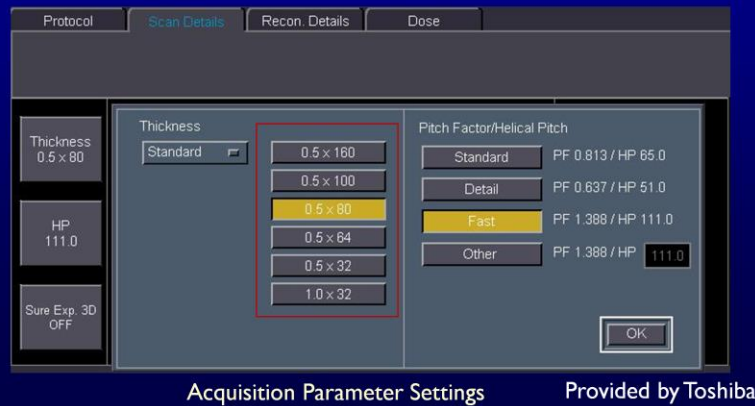 Protocol
Scan Details
Recon. Details
Dose
Thickness
0.5 × 80
HP
111.0
Sure Exp. 3D
OFF
Thickness
Standard
0.5 × 160
0.5 × 100
0.5 × 80
0.5 × 64
0.5 × 32
1.0 × 32
Pitch Factor/Helical Pitch
Standard PF 0.813 / HP 65.0
Detail PF 0.637 / HP 51.0
Fast PF 1.388 / HP 111.0
Other PF 1.388 / HP 111.0
OK
Acquisition Parameter Settings
Provided by Toshiba